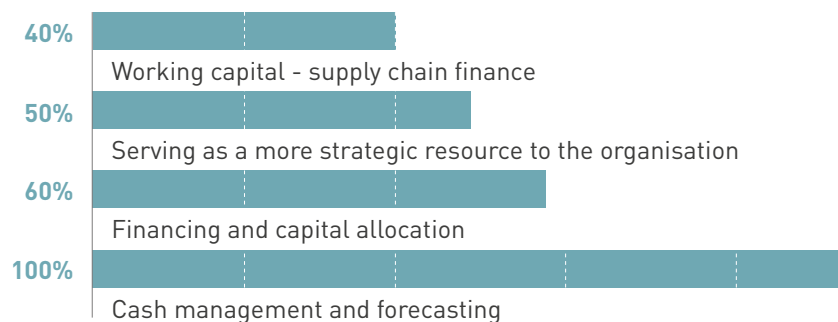 40%
Working capital - supply chain finance
50%
Serving as a more strategic resource to the organisation
60%
Financing and capital allocation
100%
Cash management and forecasting